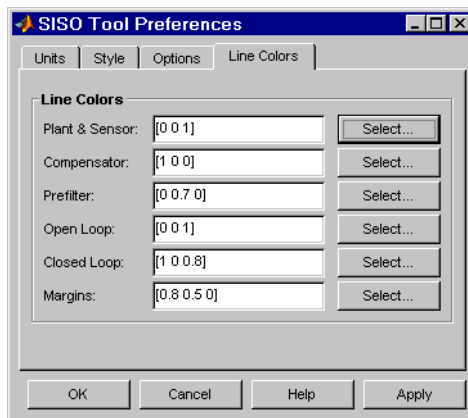 SISO Tool Preferences
Units Style Options Line Colors
Line Colors
Plant & Sensor: [0 0 1] Select...
Compensator: [1 0 0] Select...
Prefilter: [0 0.7 0] Select...
Open Loop: [0 0 1] Select...
Closed Loop: [1 0 0.8] Select...
Margins: [0.8 0.5 0] Select...
OK Cancel Help Apply